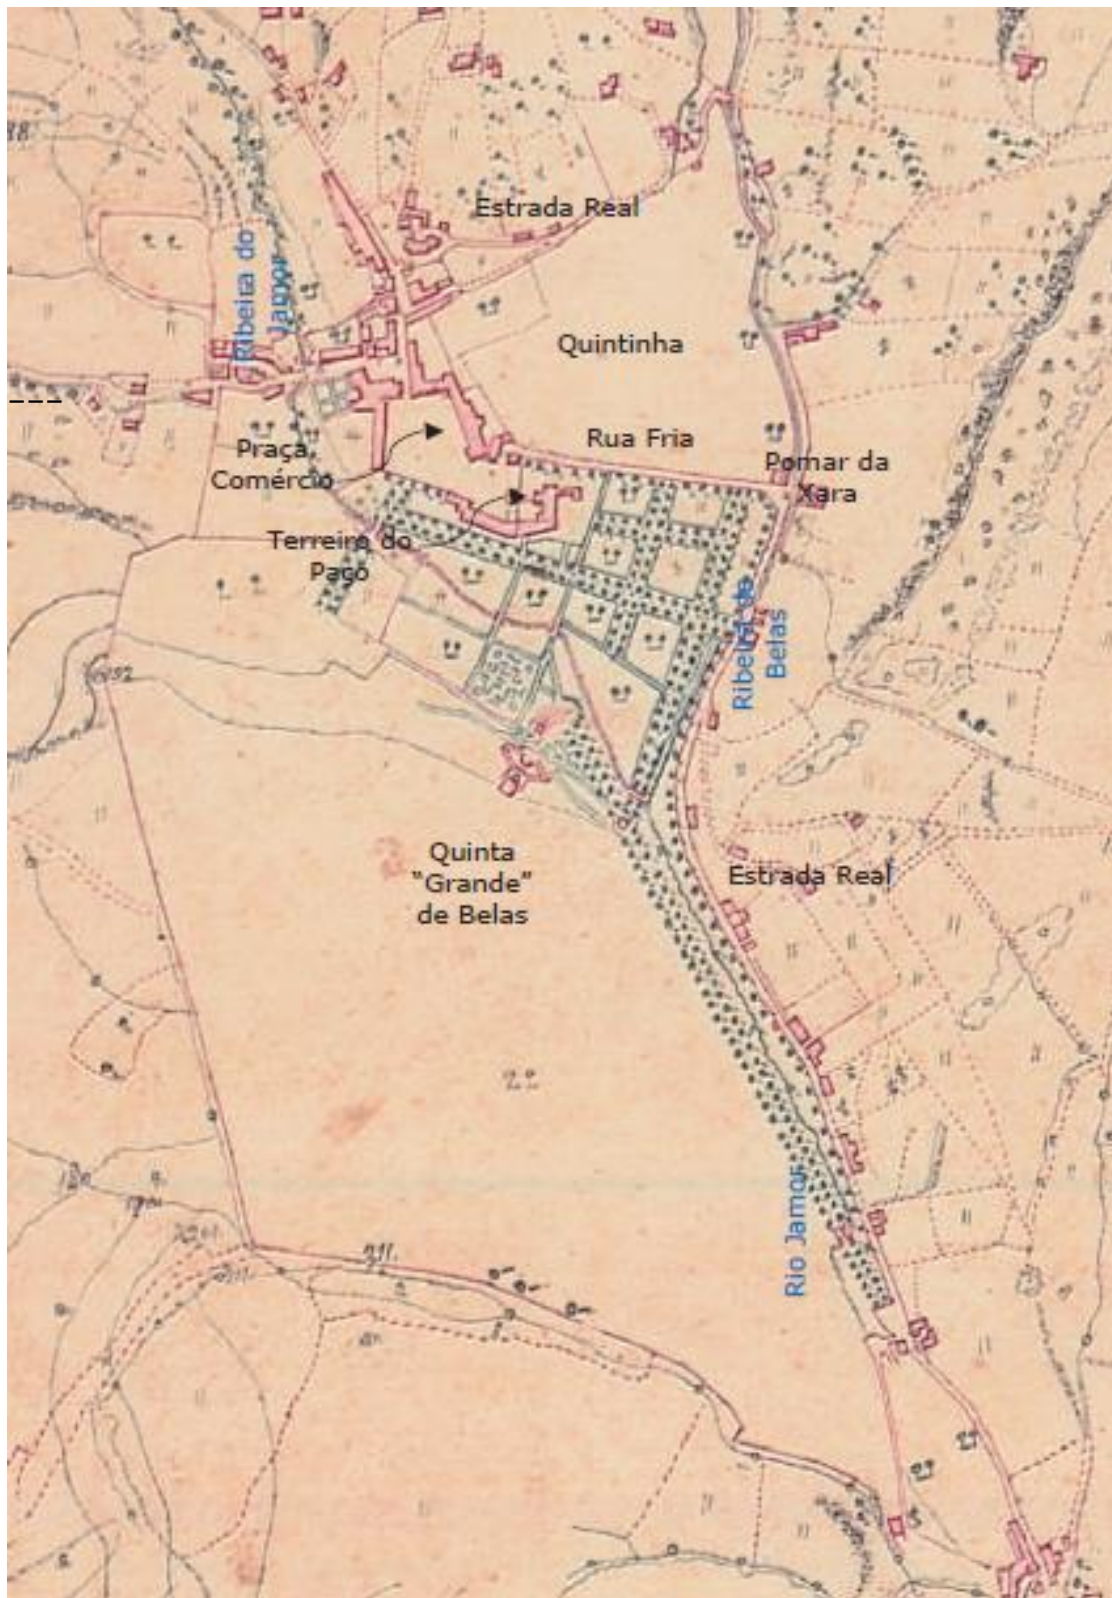 Estrada Real
Ribeira do
Jamor
Quintinha
Rua Fria
Praça
Comércio
Pomar da
Xara
Terreiro do
Paço
Ribeira de
Belas
Quinta
“Grande”
de Belas
Estrada Real
Rio Jamor
211.